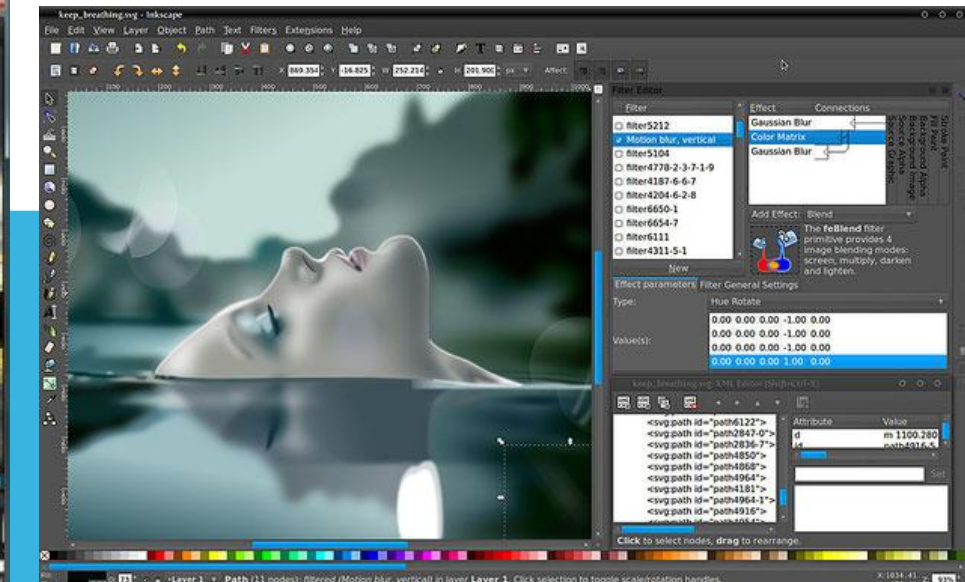 keep_breathing.svg - Inkscape
File Edit View Layer Object Path Text Filters Extensions Help
X 869.354 Y -16.825 W 252.214 H 201.900 px Affect:
Filter Editor
Filter
filter5212
Motion blur, vertical
filter5104
filter4778-2-3-7-1-9
filter4187-6-6-7
filter4204-6-2-8
filter6650-1
filter6654-7
filter6111
filter4311-5-1
New
Effect Connections
Gaussian Blur
Color Matrix
Gaussian Blur
Stroke Paint
Fill Paint
Background Alpha
Background Image
Source Alpha
Source Graphic
Add Effect: Blend
The feBlend filter
primitive provides 4
image blending modes:
screen, multiply, darken
and lighten.
Effect parameters Filter General Settings
Type: Hue Rotate
Value(s):
0.00 0.00 0.00 -1.00 0.00
0.00 0.00 0.00 -1.00 0.00
0.00 0.00 0.00 -1.00 0.00
0.00 0.00 0.00 1.00 0.00
keep_breathing.svg: XML Editor (Shift+Ctrl+X)
<svg:path id="path6122">
<svg:path id="path2847-0">
<svg:path id="path2836-7">
<svg:path id="path4850">
<svg:path id="path4868">
<svg:path id="path4964">
<svg:path id="path4181">
<svg:path id="path4964-1">
<svg:path id="path4916">
Attribute Value
d m 1100.280
id path4916-5
Set
Click to select nodes, drag to rearrange.
O: 73 Layer 1 Path (11 nodes); filtered (Motion blur, vertical) in layer Layer 1. Click selection to toggle scale/rotation handles.
X:1034.41 Z: 93%